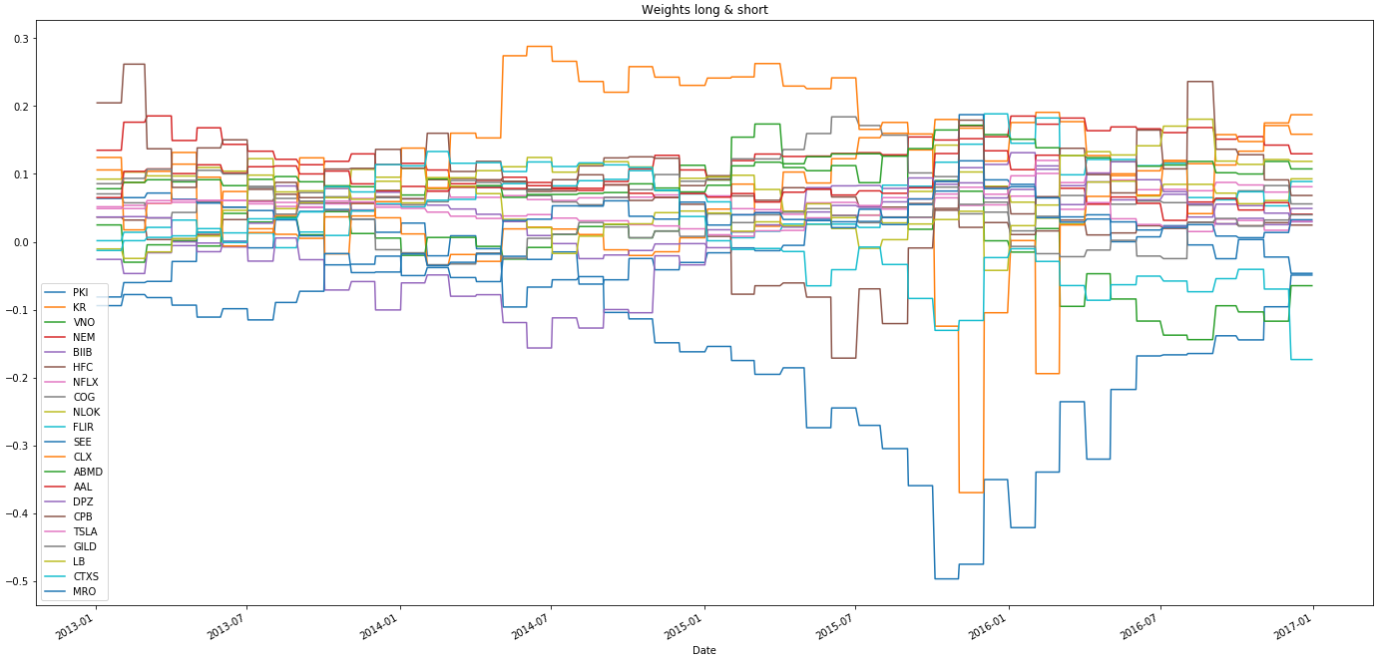 Weights long & short
0.3
0.2
0.1
0.0
−0.1
−0.2
−0.3
−0.4
−0.5
PKI
KR
VNO
NEM
BIIB
HFC
NFLX
COG
NLOK
FLIR
SEE
CLX
ABMD
AAL
DPZ
CPB
TSLA
GILD
LB
CTXS
MRO
2013-01
2013-07
2014-01
2014-07
2015-01
2015-07
2016-01
2016-07
2017-01
Date